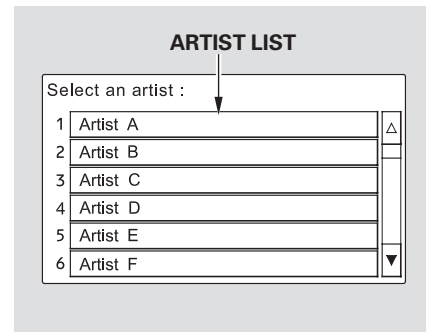 ARTIST LIST
Select an artist :
1 Artist A
2 Artist B
3 Artist C
4 Artist D
5 Artist E
6 Artist F